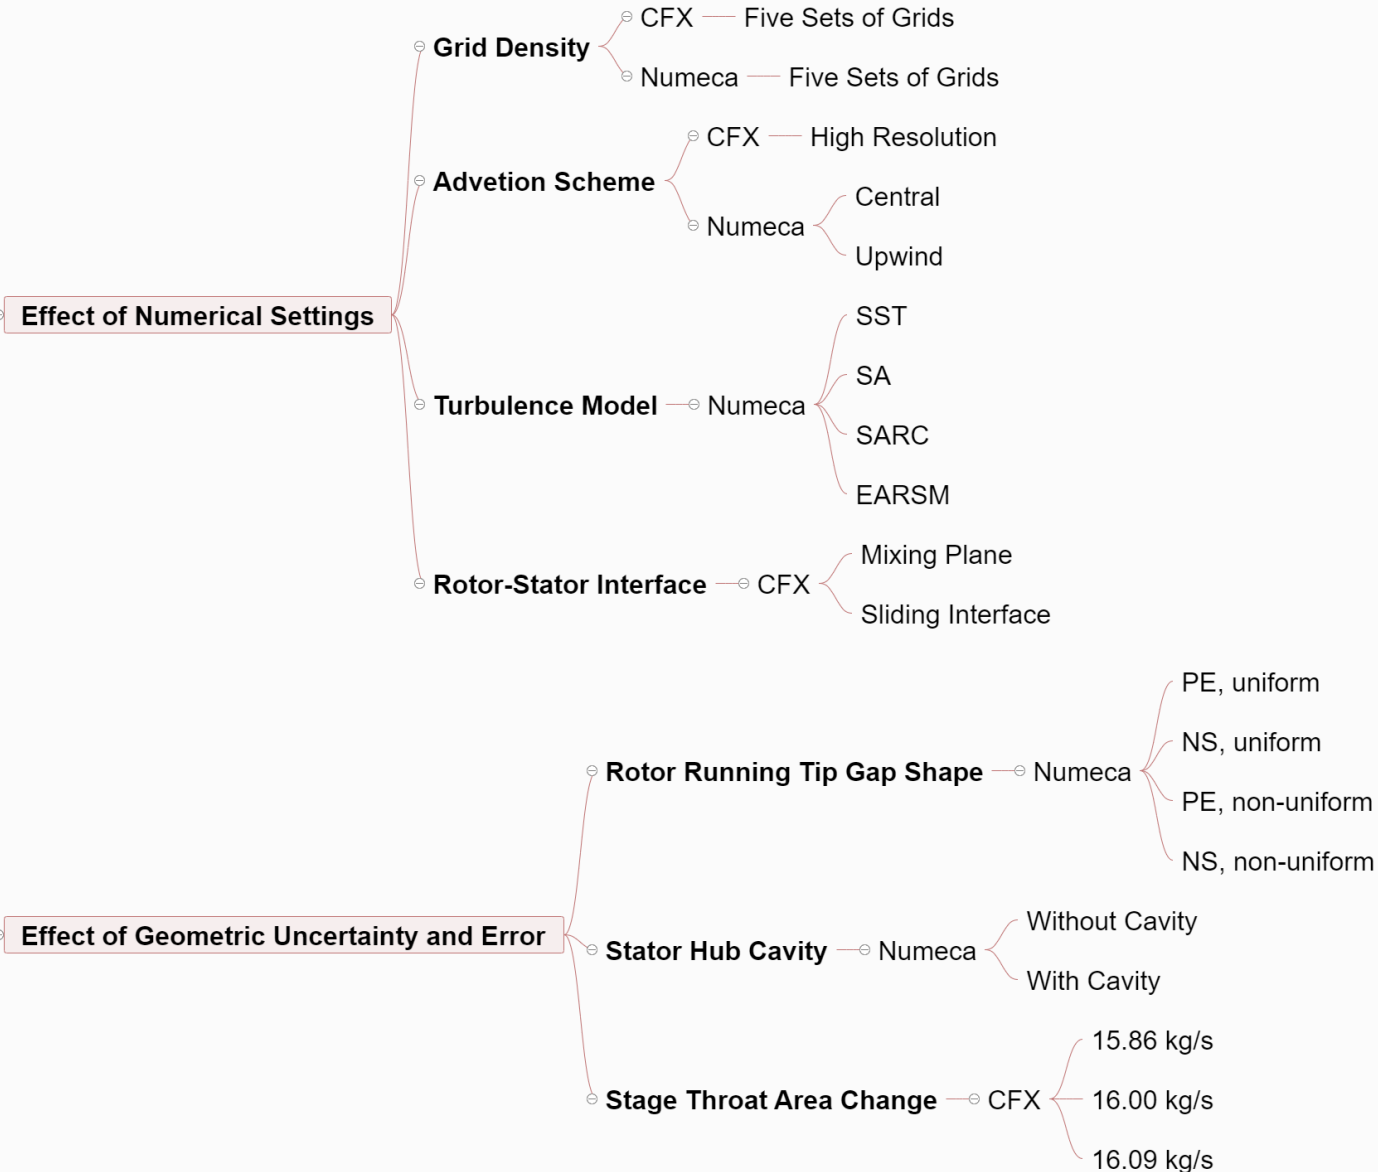 Effect of Numerical Settings
Grid Density
CFX
Five Sets of Grids
Numeca
Five Sets of Grids
Advetion Scheme
CFX
High Resolution
Numeca
Central
Upwind
Turbulence Model
Numeca
SST
SA
SARC
EARSM
Rotor-Stator Interface
CFX
Mixing Plane
Sliding Interface
Effect of Geometric Uncertainty and Error
Rotor Running Tip Gap Shape
Numeca
PE, uniform
NS, uniform
PE, non-uniform
NS, non-uniform
Stator Hub Cavity
Numeca
Without Cavity
With Cavity
Stage Throat Area Change
CFX
15.86 kg/s
16.00 kg/s
16.09 kg/s